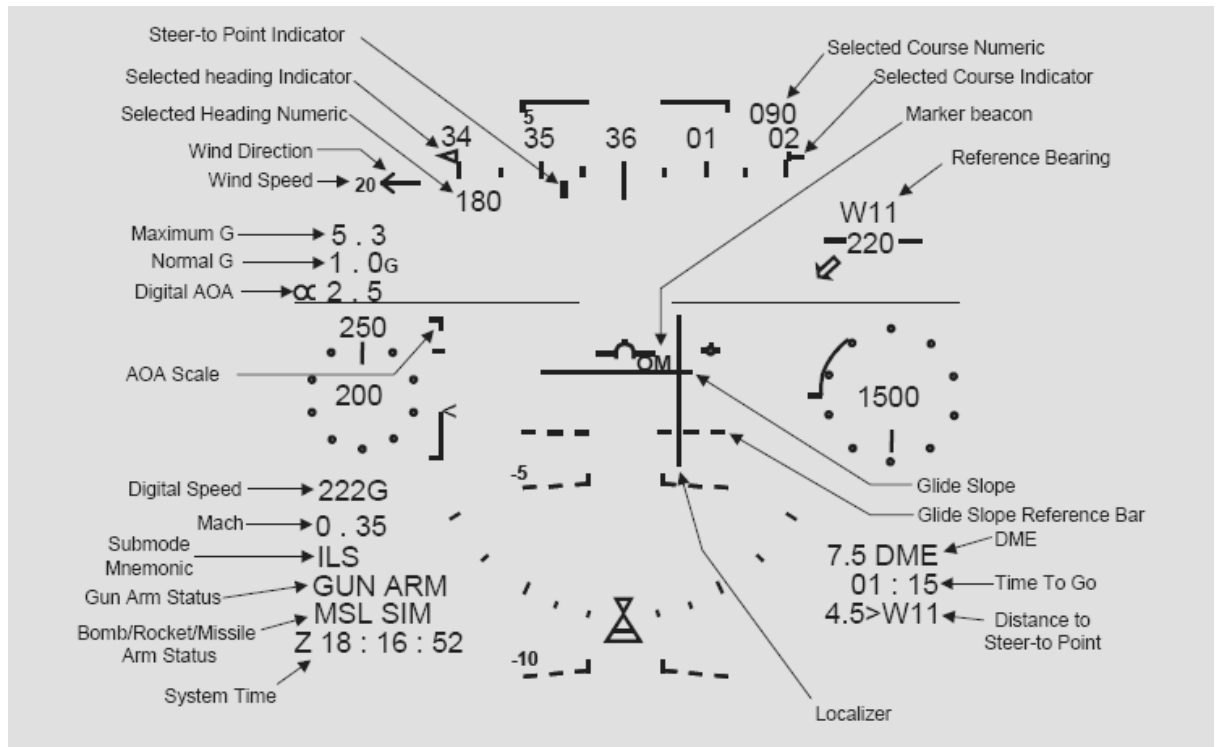 Steer-to Point Indicator
Selected Course Numeric
Selected heading Indicator
Selected Course Indicator
Selected Heading Numeric
5
090
Marker beacon
34 35 36 01 02
Wind Direction
Reference Bearing
Wind Speed
20
180
W11
Maximum G
5 . 3
220
Normal G
1 . 0G
Digital AOA
∝ 2 . 5
250
OM
AOA Scale
200
1500
<
-5
Digital Speed
222G
Glide Slope
Mach
0 . 35
Glide Slope Reference Bar
Submode
Mnemonic
ILS
7.5 DME
DME
Gun Arm Status
GUN ARM
01 : 15
Time To Go
Bomb/Rocket/Missile
Arm Status
MSL SIM
4.5>W11
Distance to
Steer-to Point
Z 18 : 16 : 52
-10
System Time
Localizer